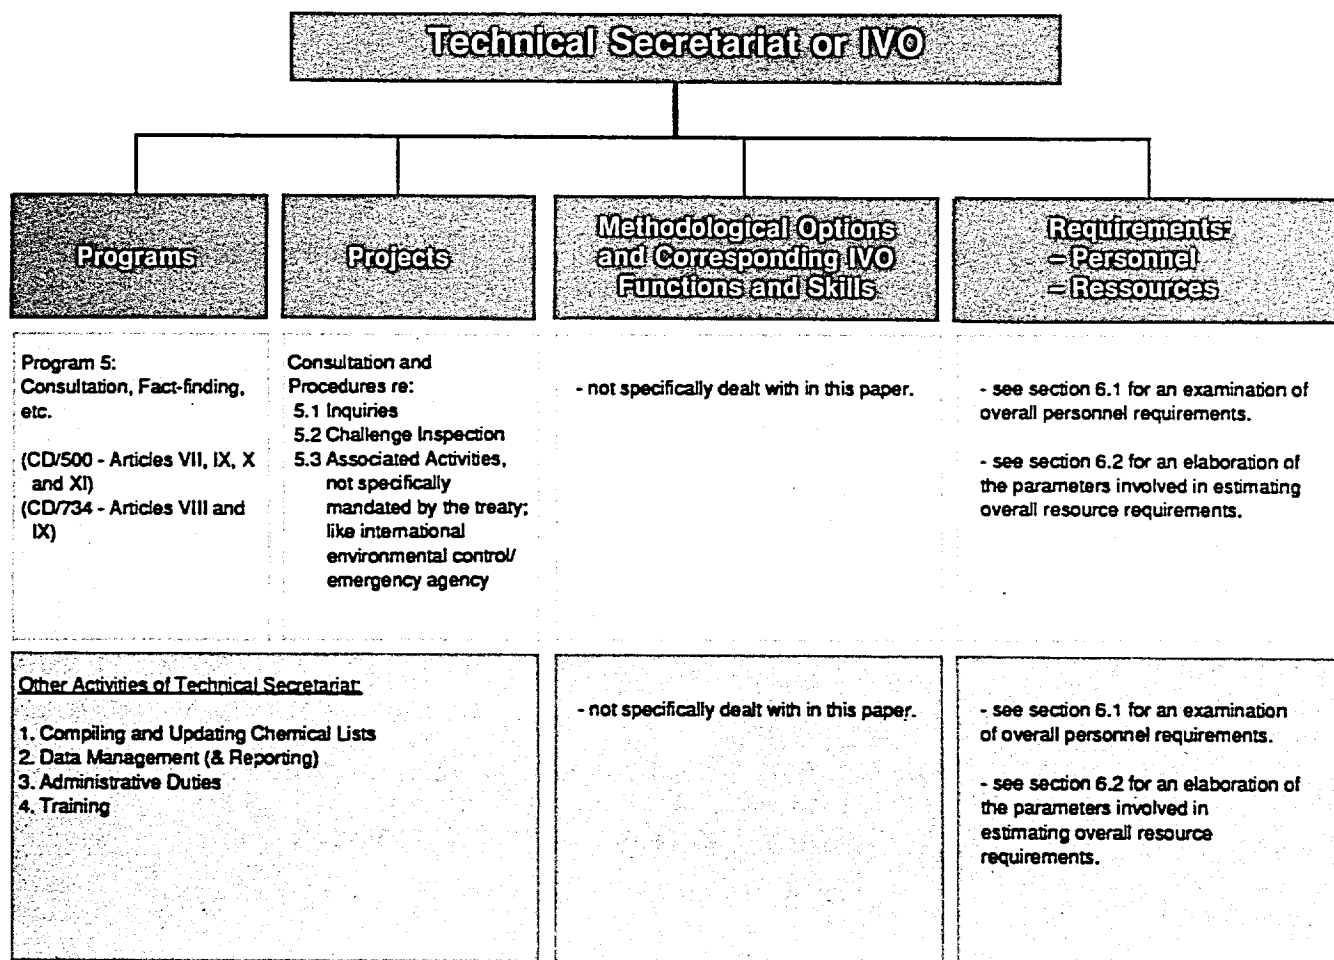 Technical Secretariat or IVO
Programs
Projects
Methodological Options
and Corresponding IVO
Functions and Skills
Requirements:
– Personnel
– Ressources
Program 5:
Consultation, Fact-finding,
etc.
(CD/500 - Articles VII, IX, X
and XI)
(CD/734 - Articles VIII and
IX)
Consultation and
Procedures re:
5.1 Inquiries
5.2 Challenge Inspection
5.3 Associated Activities,
not specifically
mandated by the treaty;
like international
environmental control/
emergency agency
- not specifically dealt with in this paper.
- see section 6.1 for an examination of
overall personnel requirements.
- see section 6.2 for an elaboration of
the parameters involved in estimating
overall resource requirements.
Other Activities of Technical Secretariat:
1. Compiling and Updating Chemical Lists
2. Data Management (& Reporting)
3. Administrative Duties
4. Training
- not specifically dealt with in this paper.
- see section 6.1 for an examination
of overall personnel requirements.
- see section 6.2 for an elaboration of
the parameters involved in
estimating overall resource
requirements.